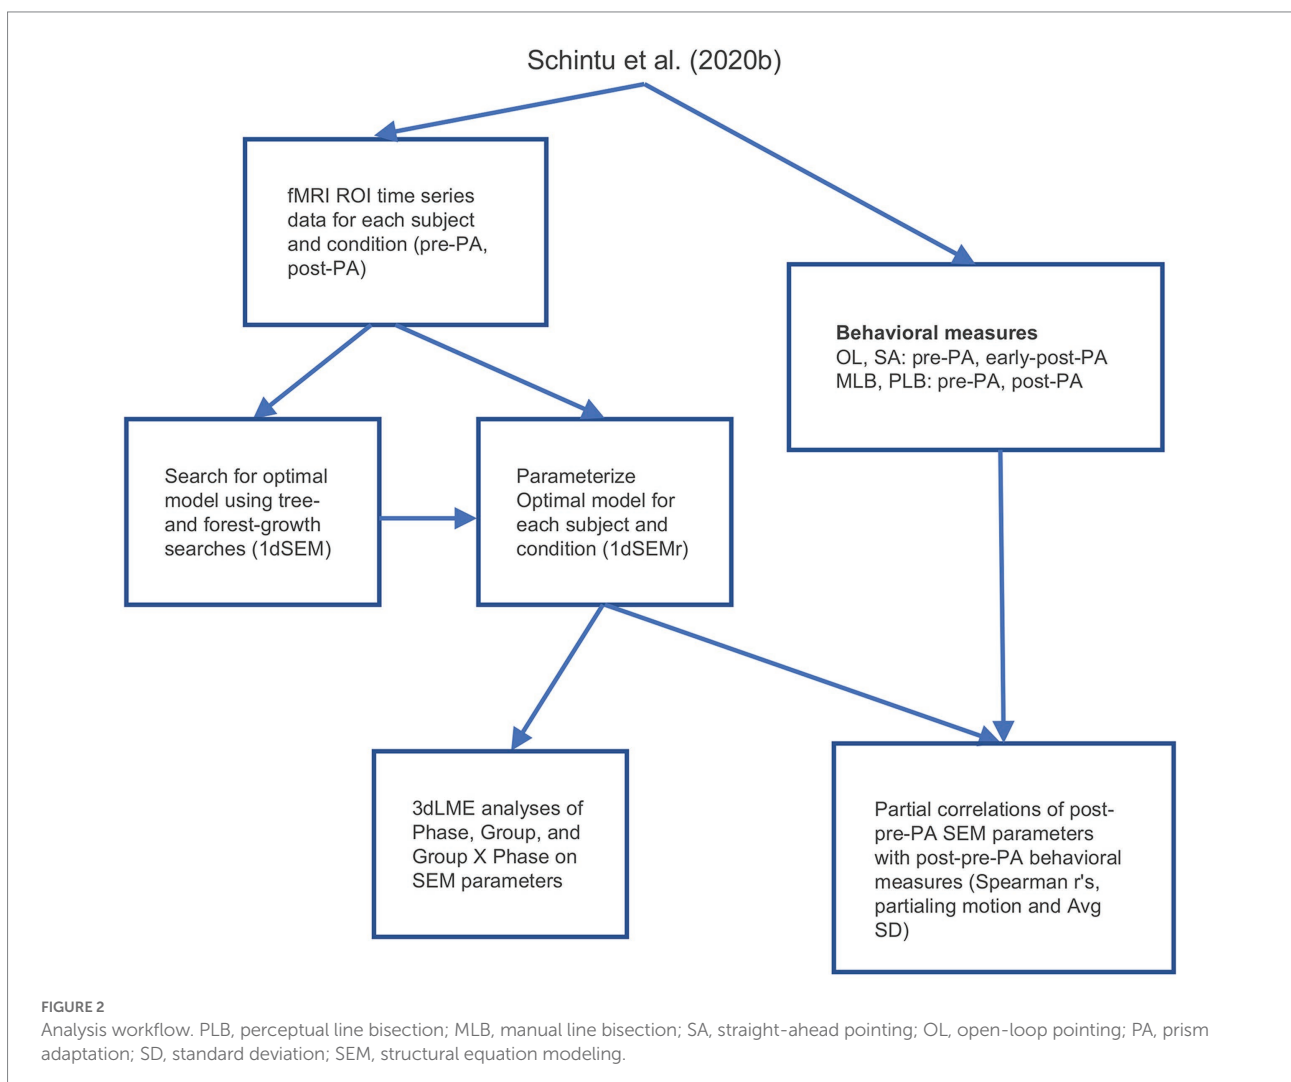 Schintu et al. (2020b)
fMRI ROI time series
data for each subject
and condition (pre-PA,
post-PA)
Behavioral measures
OL, SA: pre-PA, early-post-PA
MLB, PLB: pre-PA, post-PA
Search for optimal
model using tree-
and forest-growth
searches (1dSEM)
Parameterize
Optimal model for
each subject and
condition (1dSEMr)
3dLME analyses of
Phase, Group, and
Group X Phase on
SEM parameters
Partial correlations of post-
pre-PA SEM parameters
with post-pre-PA behavioral
measures (Spearman r's,
partialing motion and Avg
SD)
FIGURE 2
Analysis workflow. PLB, perceptual line bisection; MLB, manual line bisection; SA, straight-ahead pointing; OL, open-loop pointing; PA, prism
adaptation; SD, standard deviation; SEM, structural equation modeling.